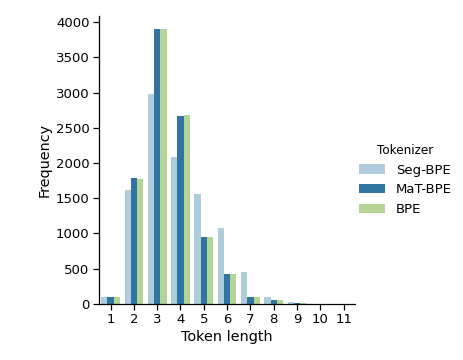 4000
3500
3000
2500
2000
1500
1000
500
0
Frequency
1 2 3 4 5 6 7 8 9 10 11
Token length
Tokenizer
Seg-BPE
MaT-BPE
BPE